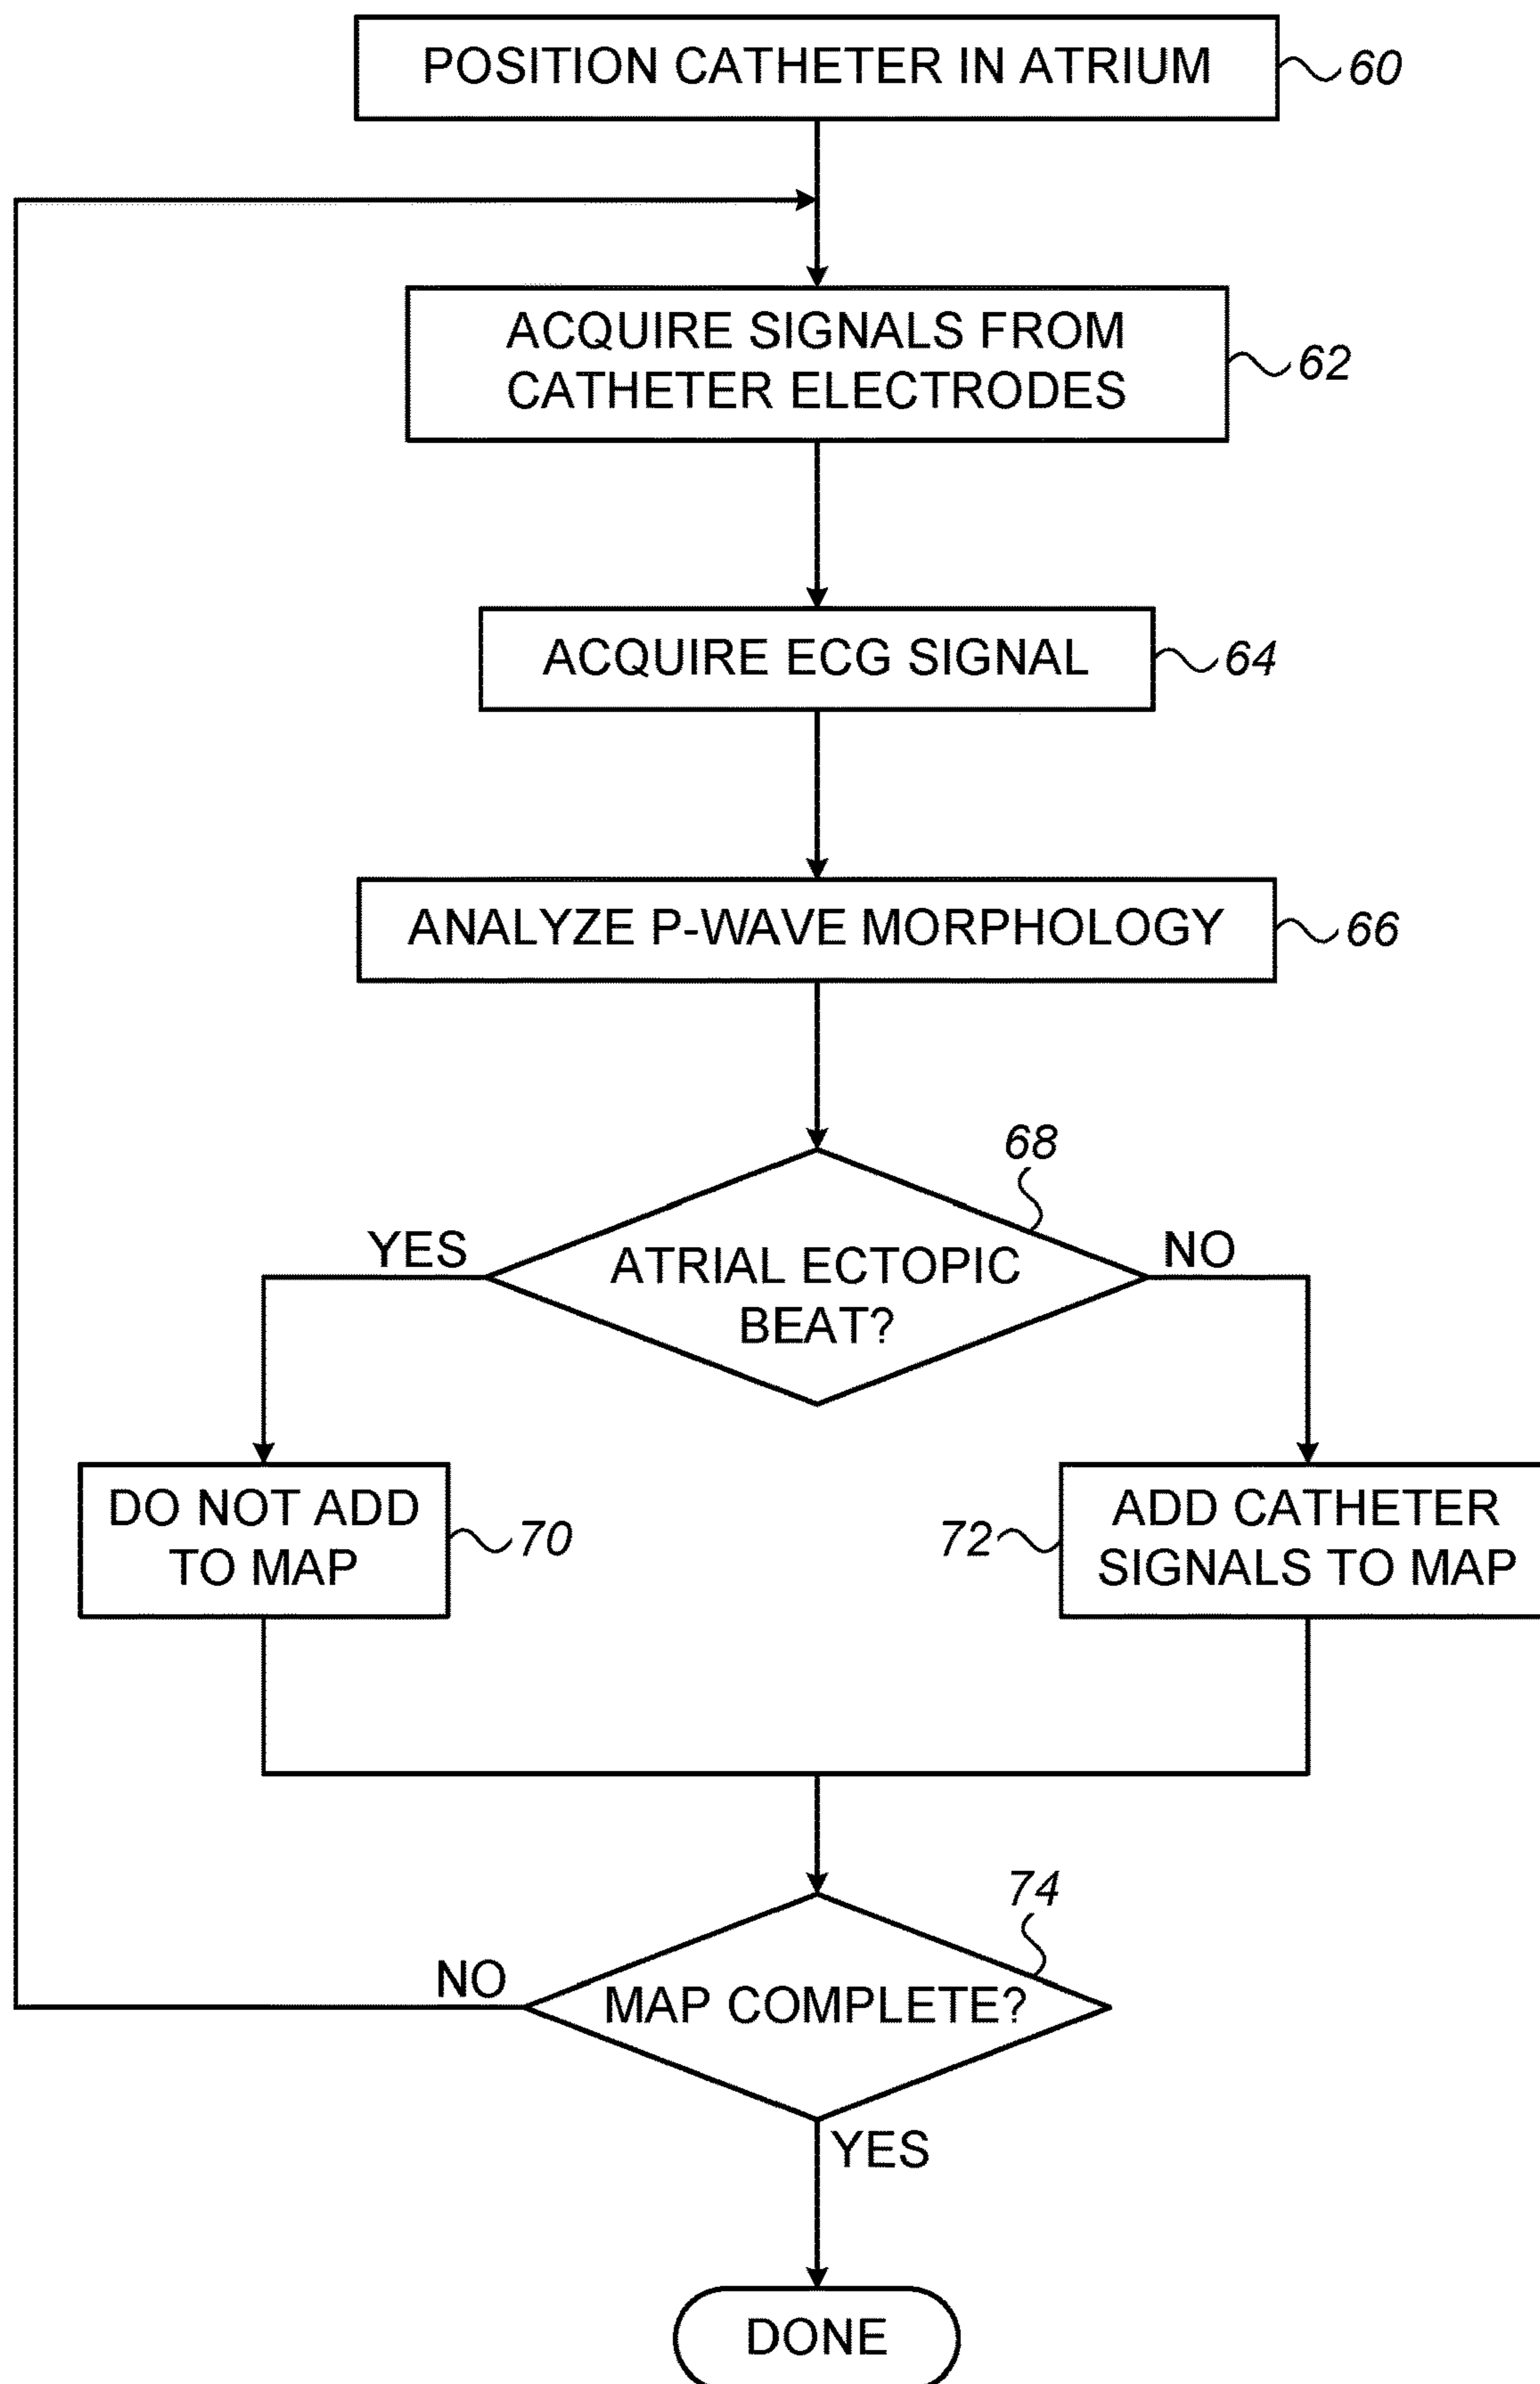 POSITION CATHETER IN ATRIUM
60
ACQUIRE SIGNALS FROM
CATHETER ELECTRODES
62
ACQUIRE ECG SIGNAL
64
ANALYZE P-WAVE MORPHOLOGY
66
68
YES
NO
ATRIAL ECTOPIC
BEAT?
DO NOT ADD
TO MAP
70
72
ADD CATHETER
SIGNALS TO MAP
74
NO
MAP COMPLETE?
YES
DONE